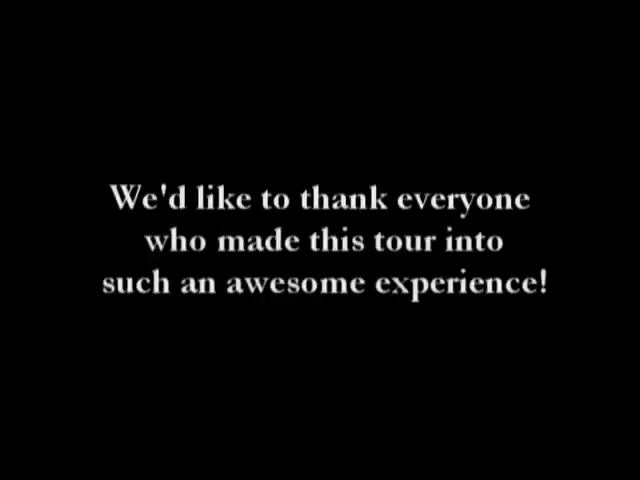 We'd like to thank everyone
who made this tour into
such an awesome experience!